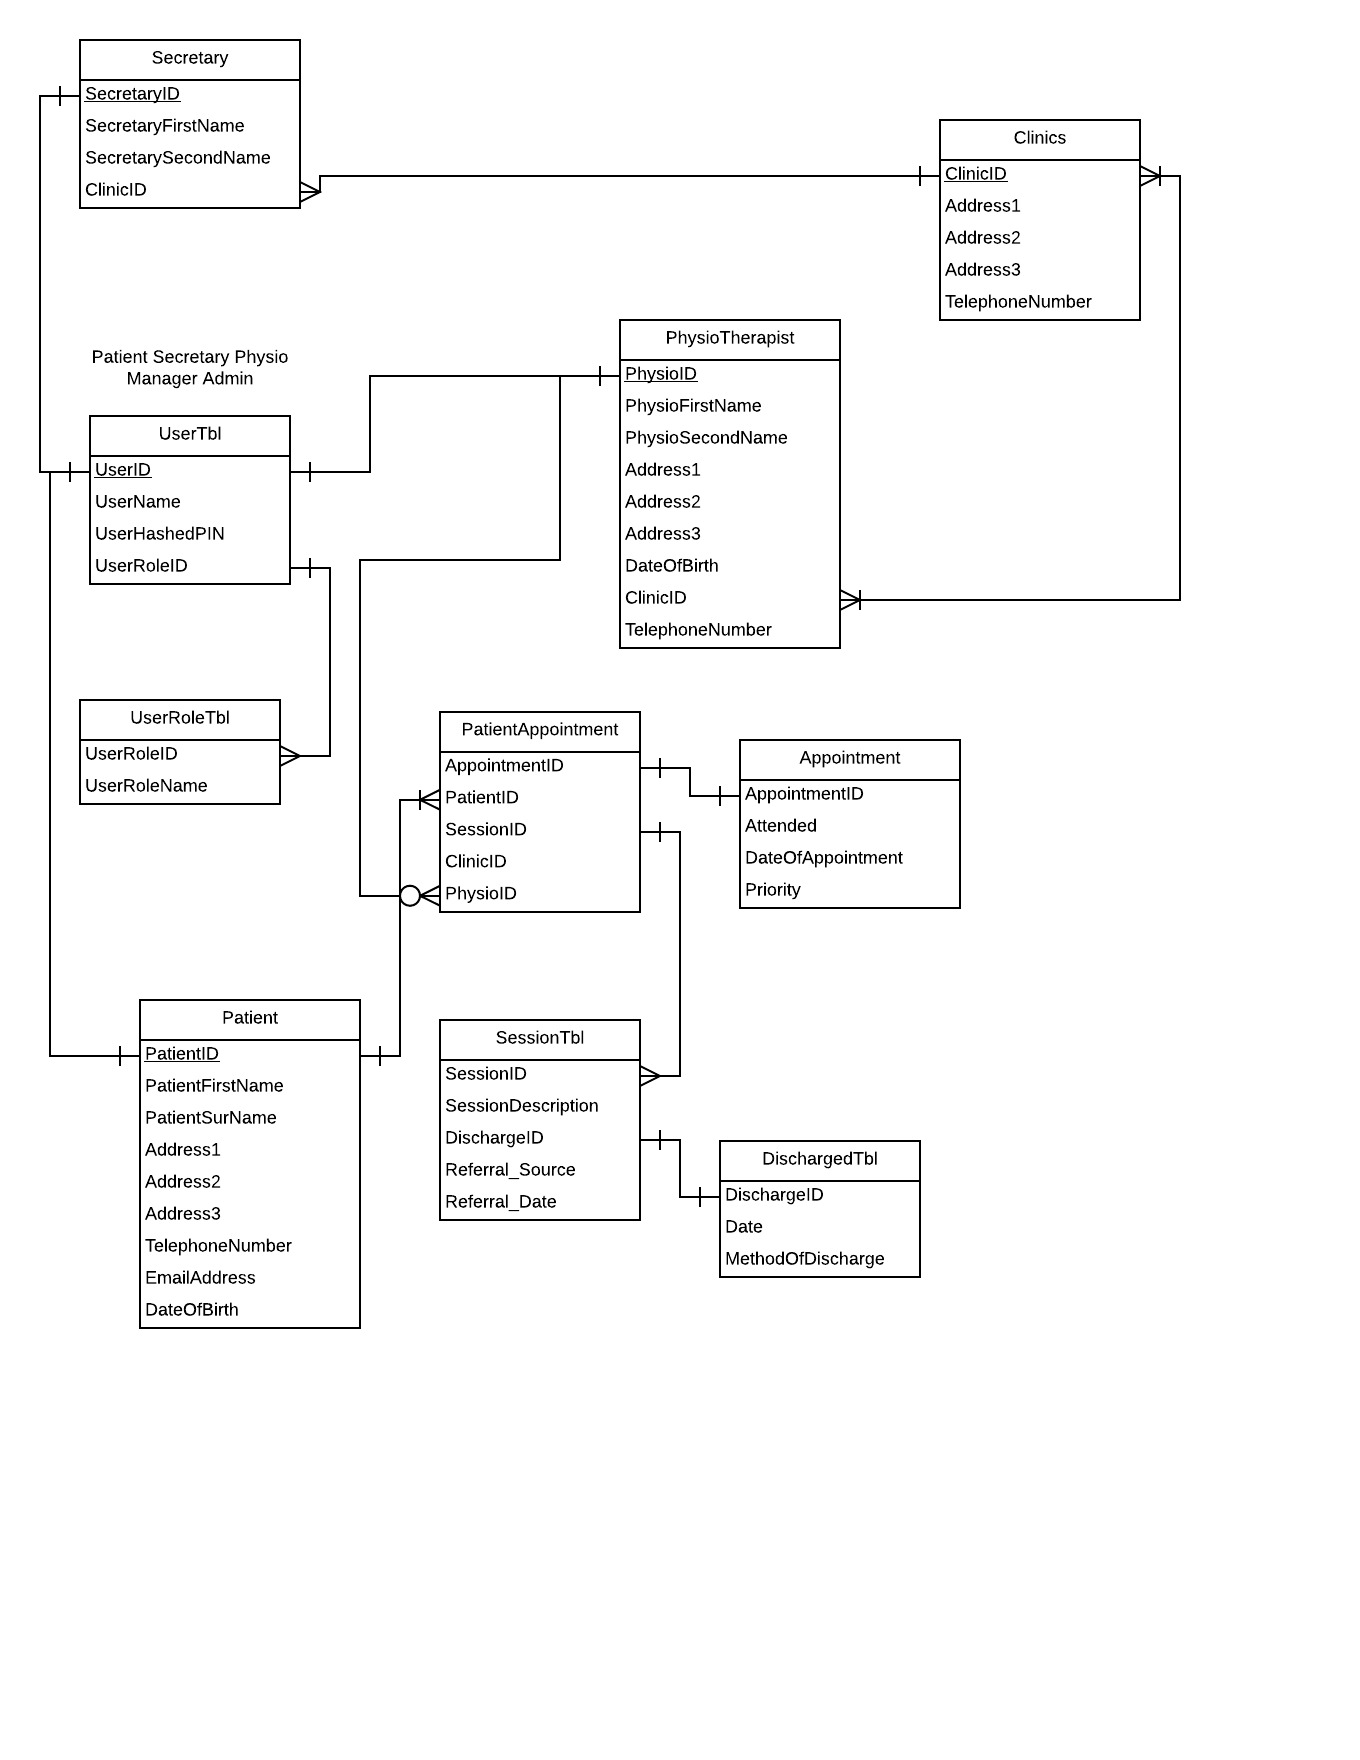 Secretary
SecretaryID
SecretaryFirstName
SecretarySecondName
ClinicID
Clinics
ClinicID
Address1
Address2
Address3
TelephoneNumber
PhysioTherapist
PhysioID
PhysioFirstName
PhysioSecondName
Address1
Address2
Address3
DateOfBirth
ClinicID
TelephoneNumber
Patient Secretary Physio
Manager Admin
UserTbl
UserID
UserName
UserHashedPIN
UserRoleID
UserRoleTbl
UserRoleID
UserRoleName
PatientAppointment
AppointmentID
PatientID
SessionID
ClinicID
PhysioID
Appointment
AppointmentID
Attended
DateOfAppointment
Priority
Patient
PatientID
PatientFirstName
PatientSurName
Address1
Address2
Address3
TelephoneNumber
EmailAddress
DateOfBirth
SessionTbl
SessionID
SessionDescription
DischargeID
Referral_Source
Referral_Date
DischargedTbl
DischargeID
Date
MethodOfDischarge